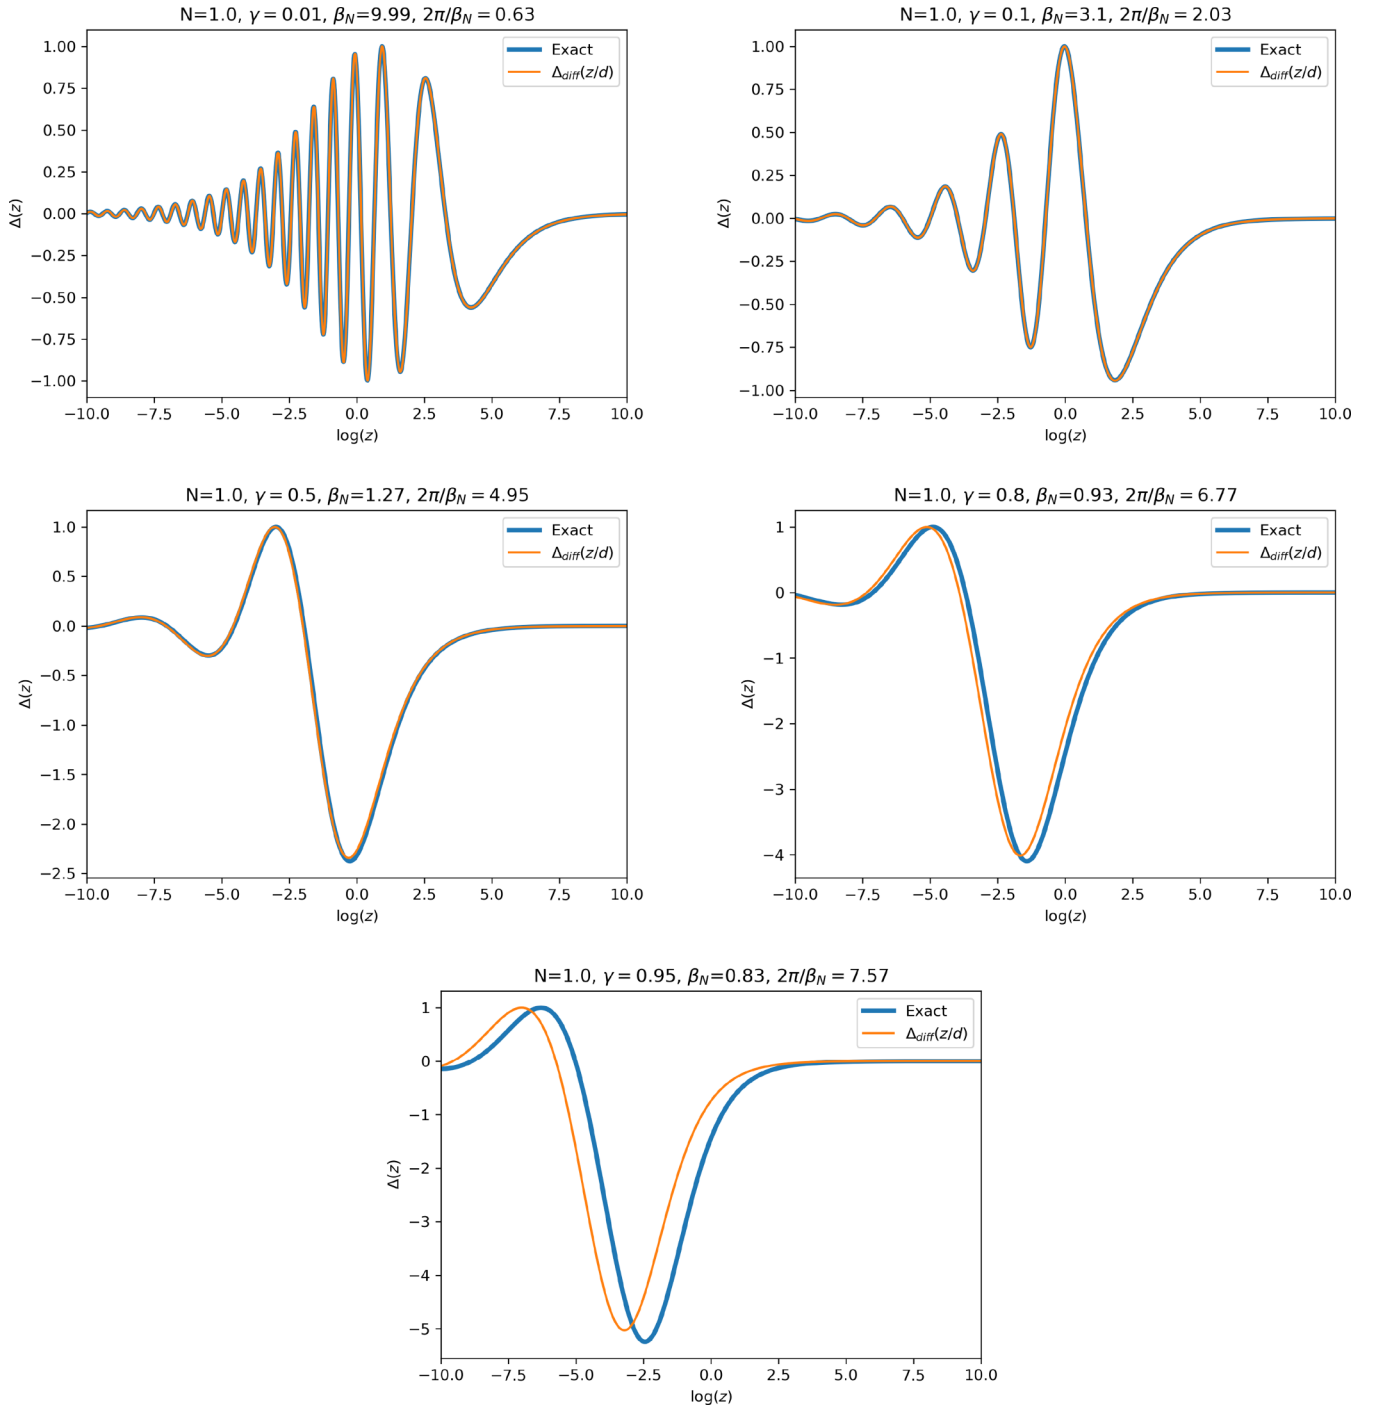 N=1.0, γ = 0.01, β_N=9.99, 2π/β_N = 0.63
1.00
0.75
0.50
0.25
0.00
−0.25
−0.50
−0.75
−1.00
Δ(z)
Exact
Δ_diff(z/d)
−10.0 −7.5 −5.0 −2.5 0.0 2.5 5.0 7.5 10.0
log(z)
N=1.0, γ = 0.1, β_N=3.1, 2π/β_N = 2.03
1.00
0.75
0.50
0.25
0.00
−0.25
−0.50
−0.75
−1.00
Δ(z)
Exact
Δ_diff(z/d)
−10.0 −7.5 −5.0 −2.5 0.0 2.5 5.0 7.5 10.0
log(z)
N=1.0, γ = 0.5, β_N=1.27, 2π/β_N = 4.95
1.0
0.5
0.0
−0.5
−1.0
−1.5
−2.0
−2.5
Δ(z)
Exact
Δ_diff(z/d)
−10.0 −7.5 −5.0 −2.5 0.0 2.5 5.0 7.5 10.0
log(z)
N=1.0, γ = 0.8, β_N=0.93, 2π/β_N = 6.77
1
0
−1
−2
−3
−4
Δ(z)
Exact
Δ_diff(z/d)
−10.0 −7.5 −5.0 −2.5 0.0 2.5 5.0 7.5 10.0
log(z)
N=1.0, γ = 0.95, β_N=0.83, 2π/β_N = 7.57
1
0
−1
−2
−3
−4
−5
Δ(z)
Exact
Δ_diff(z/d)
−10.0 −7.5 −5.0 −2.5 0.0 2.5 5.0 7.5 10.0
log(z)